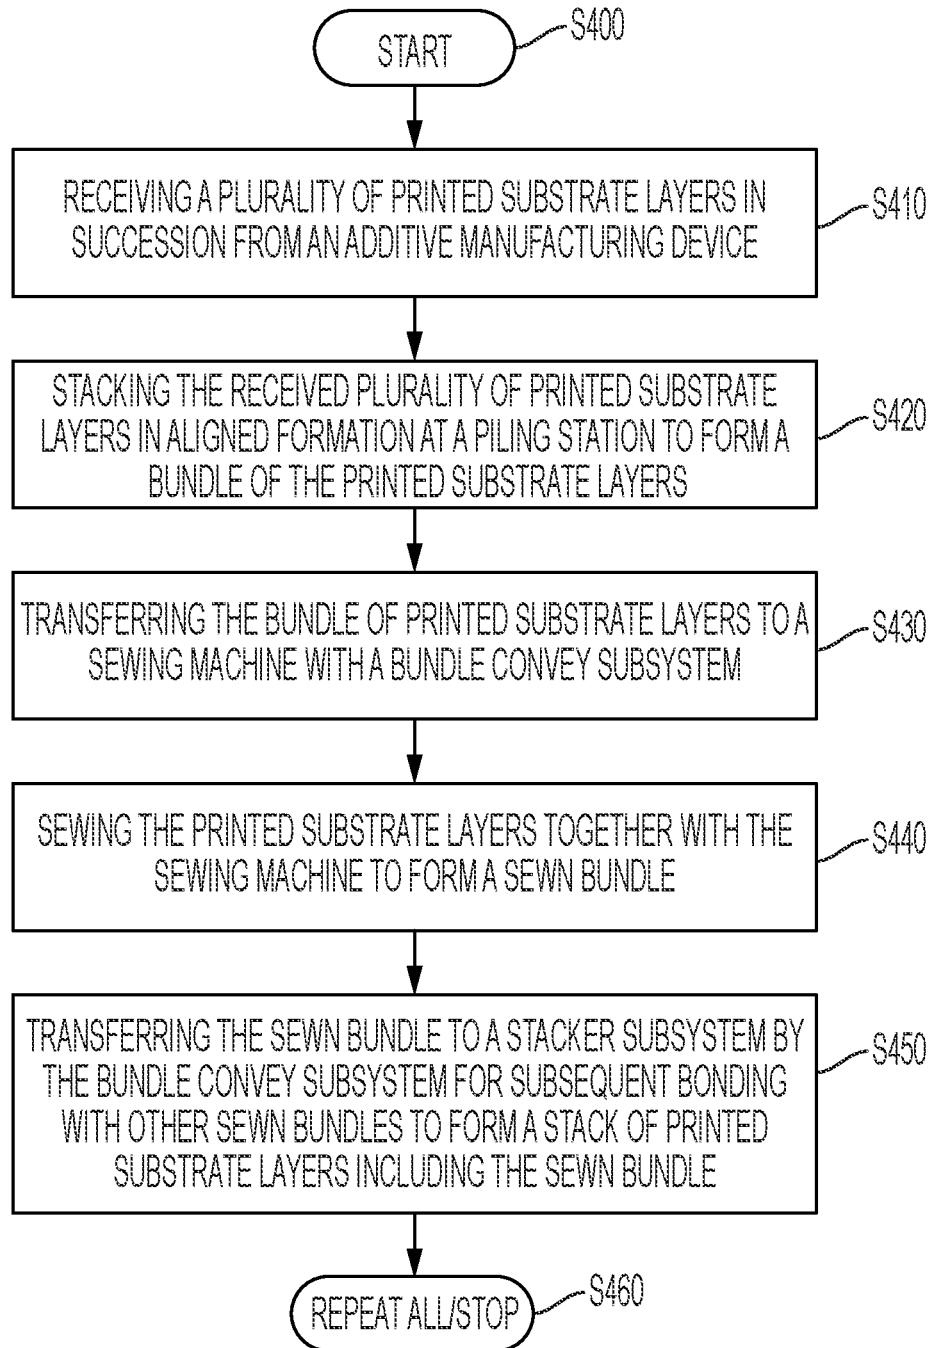 START
S400
RECEIVING A PLURALITY OF PRINTED SUBSTRATE LAYERS IN
SUCCESSION FROM AN ADDITIVE MANUFACTURING DEVICE
S410
STACKING THE RECEIVED PLURALITY OF PRINTED SUBSTRATE
LAYERS IN ALIGNED FORMATION AT A PILING STATION TO FORM A
BUNDLE OF THE PRINTED SUBSTRATE LAYERS
S420
TRANSFERRING THE BUNDLE OF PRINTED SUBSTRATE LAYERS TO A
SEWING MACHINE WITH A BUNDLE CONVEY SUBSYSTEM
S430
SEWING THE PRINTED SUBSTRATE LAYERS TOGETHER WITH THE
SEWING MACHINE TO FORM A SEWN BUNDLE
S440
TRANSFERRING THE SEWN BUNDLE TO A STACKER SUBSYSTEM BY
THE BUNDLE CONVEY SUBSYSTEM FOR SUBSEQUENT BONDING
WITH OTHER SEWN BUNDLES TO FORM A STACK OF PRINTED
SUBSTRATE LAYERS INCLUDING THE SEWN BUNDLE
S450
REPEAT ALL/STOP
S460